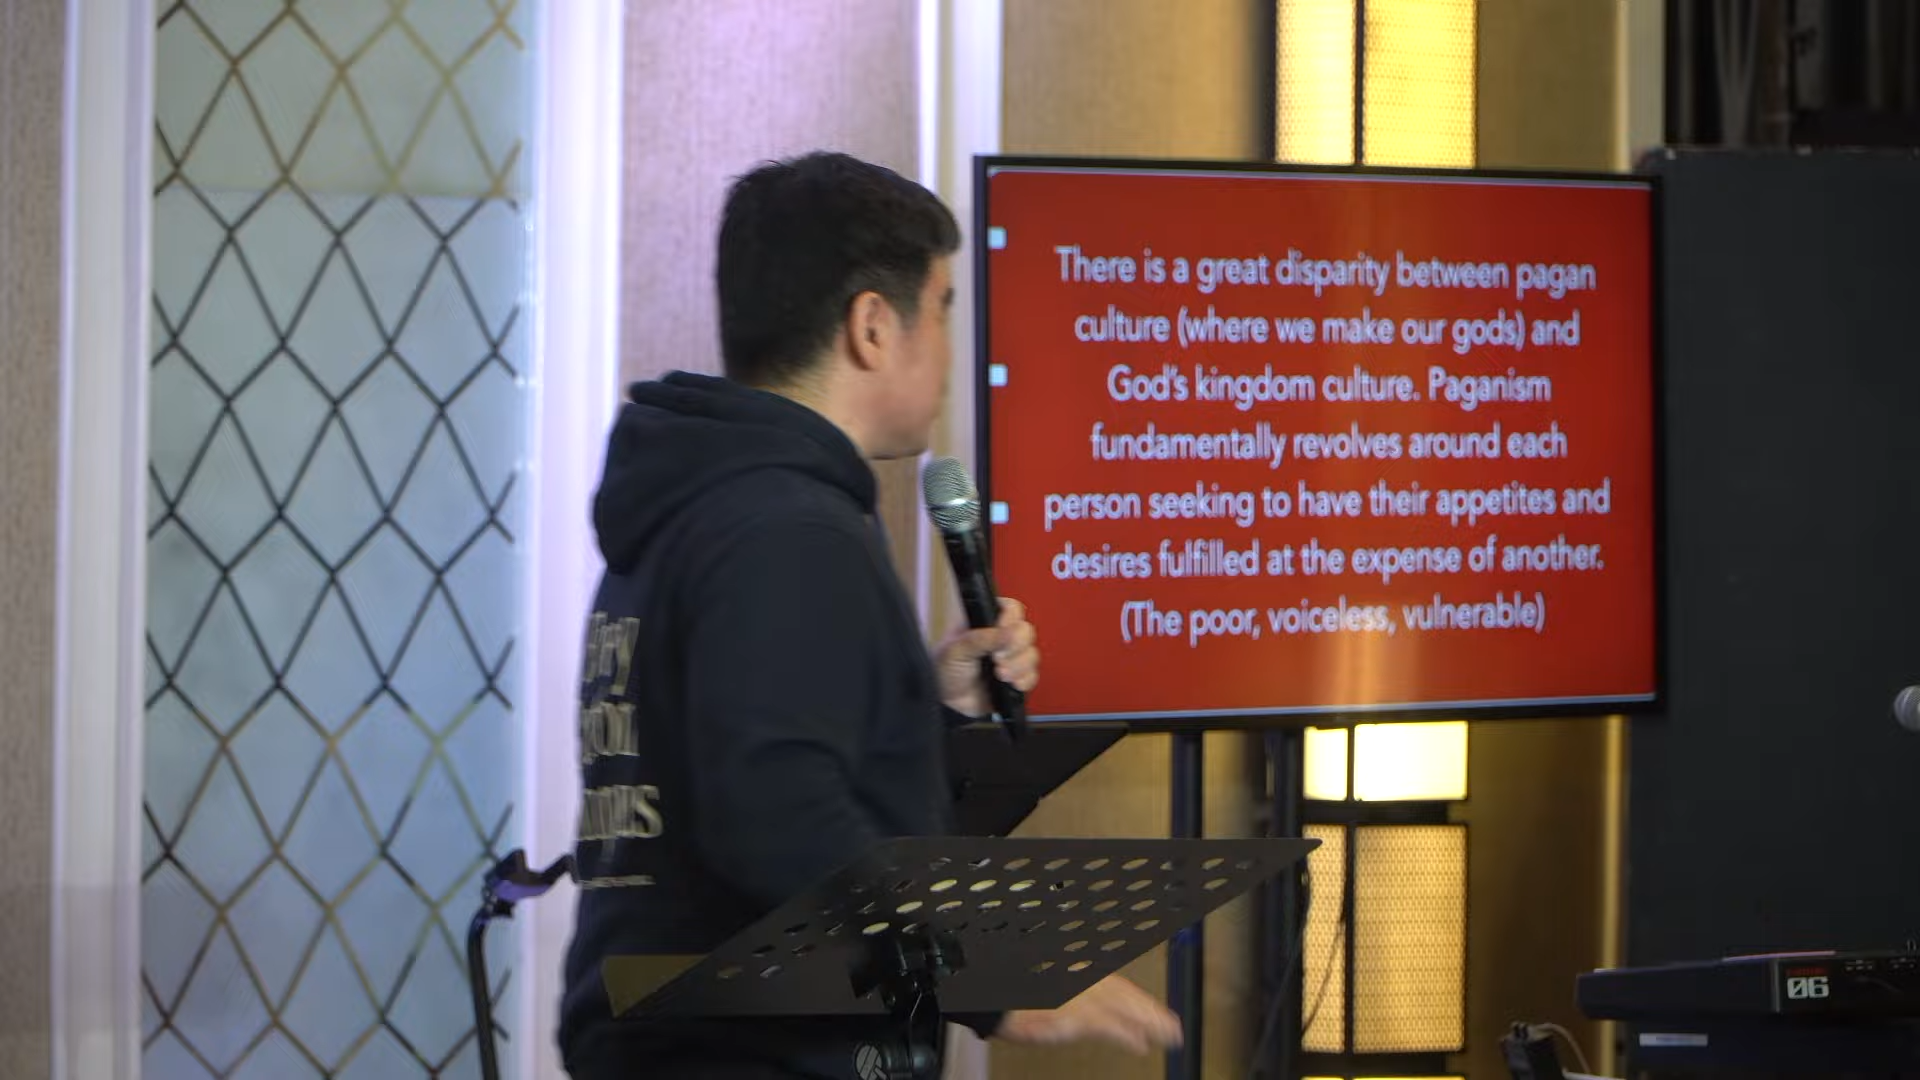 There is a great disparity between pagan
culture (where we make our gods) and
God's kingdom culture. Paganism
fundamentally revolves around each
person seeking to have their appetites and
desires fulfilled at the expense of another.
(The poor, voiceless, vulnerable)
06